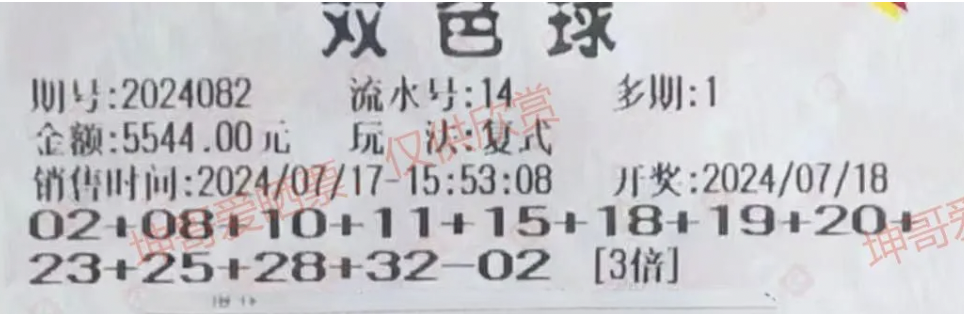 双色球
期号:2024082 流水号:14 多期:1
金额:5544.00元 玩 法:复式
销售时间:2024/07/17-15:53:08 开奖:2024/07/18
02+08+10+11+15+18+19+20+
23+25+28+32-02 [3倍]
坤哥爱晒票 仅供欣赏
坤哥爱